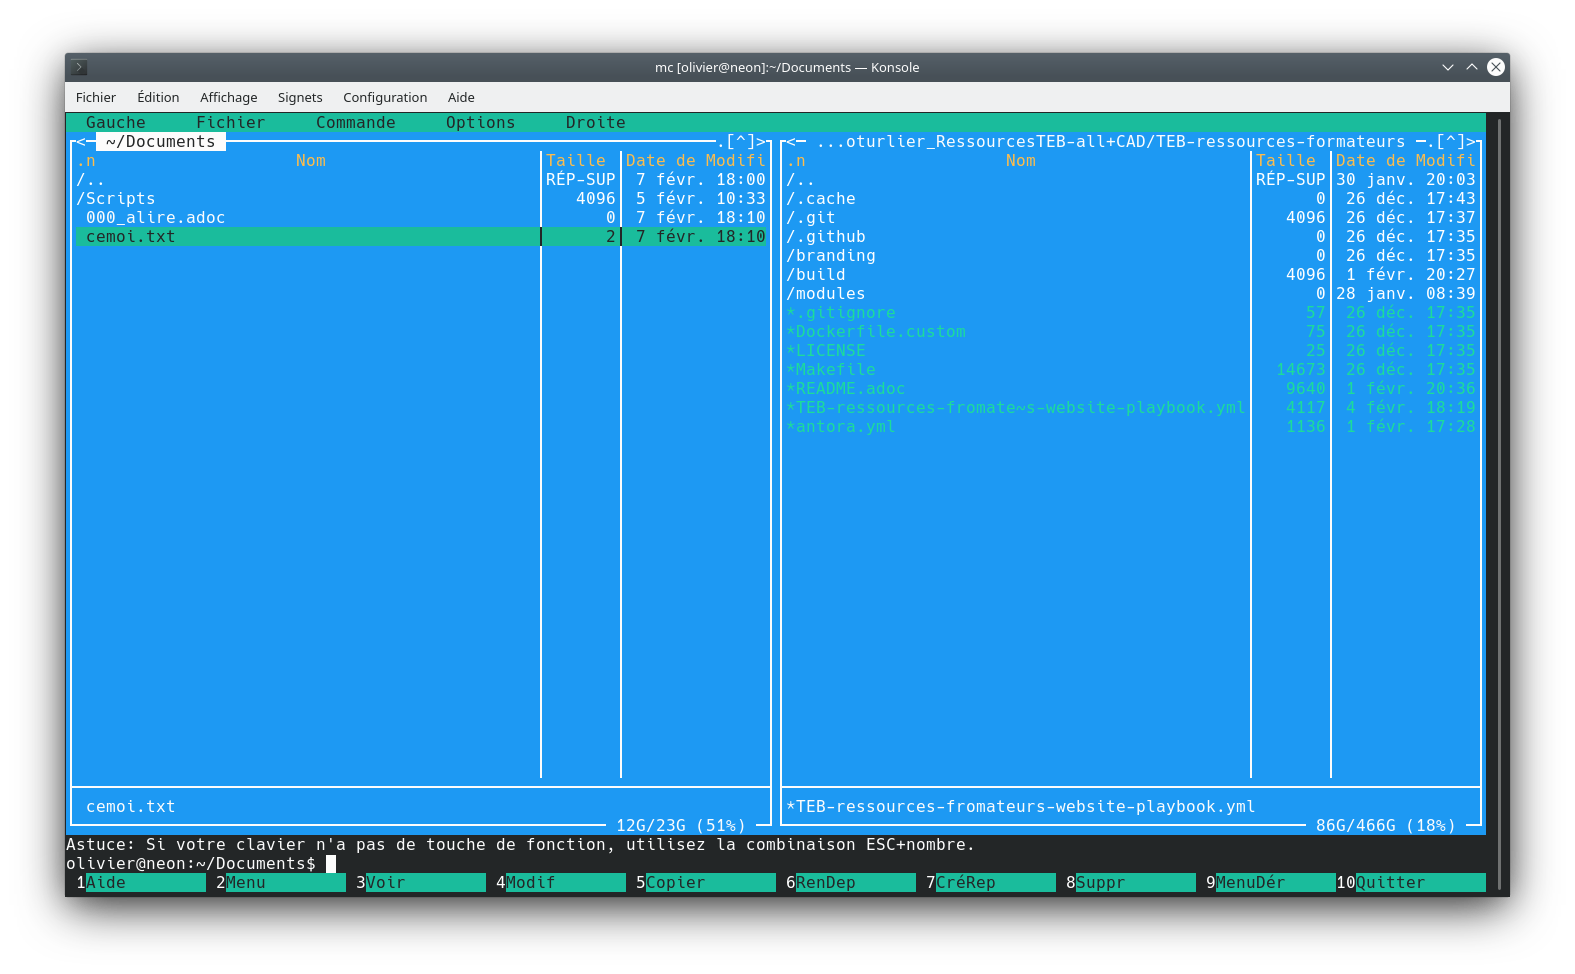 mc [olivier@neon]:~/Documents — Konsole
Fichier Édition Affichage Signets Configuration Aide
Gauche Fichier Commande Options Droite
<─ ~/Documents ─.[^]>
.n Nom Taille Date de Modifi
/.. RÉP-SUP 7 févr. 18:00
/Scripts 4096 5 févr. 10:33
000_alire.adoc 0 7 févr. 18:10
cemoi.txt 2 7 févr. 18:10
cemoi.txt
12G/23G (51%)
<─ ...oturlier_RessourcesTEB-all+CAD/TEB-ressources-formateurs ─.[^]>
.n Nom Taille Date de Modifi
/.. RÉP-SUP 30 janv. 20:03
/.cache 0 26 déc. 17:43
/.git 4096 26 déc. 17:37
/.github 0 26 déc. 17:35
/branding 0 26 déc. 17:35
/build 4096 1 févr. 20:27
/modules 0 28 janv. 08:39
*.gitignore 57 26 déc. 17:35
*Dockerfile.custom 75 26 déc. 17:35
*LICENSE 25 26 déc. 17:35
*Makefile 14673 26 déc. 17:35
*README.adoc 9640 1 févr. 20:36
*TEB-ressources-fromate~s-website-playbook.yml 4117 4 févr. 18:19
*antora.yml 1136 1 févr. 17:28
*TEB-ressources-fromateurs-website-playbook.yml
86G/466G (18%)
Astuce: Si votre clavier n'a pas de touche de fonction, utilisez la combinaison ESC+nombre.
olivier@neon:~/Documents$
1Aide 2Menu 3Voir 4Modif 5Copier 6RenDep 7CréRep 8Suppr 9MenuDér 10Quitter